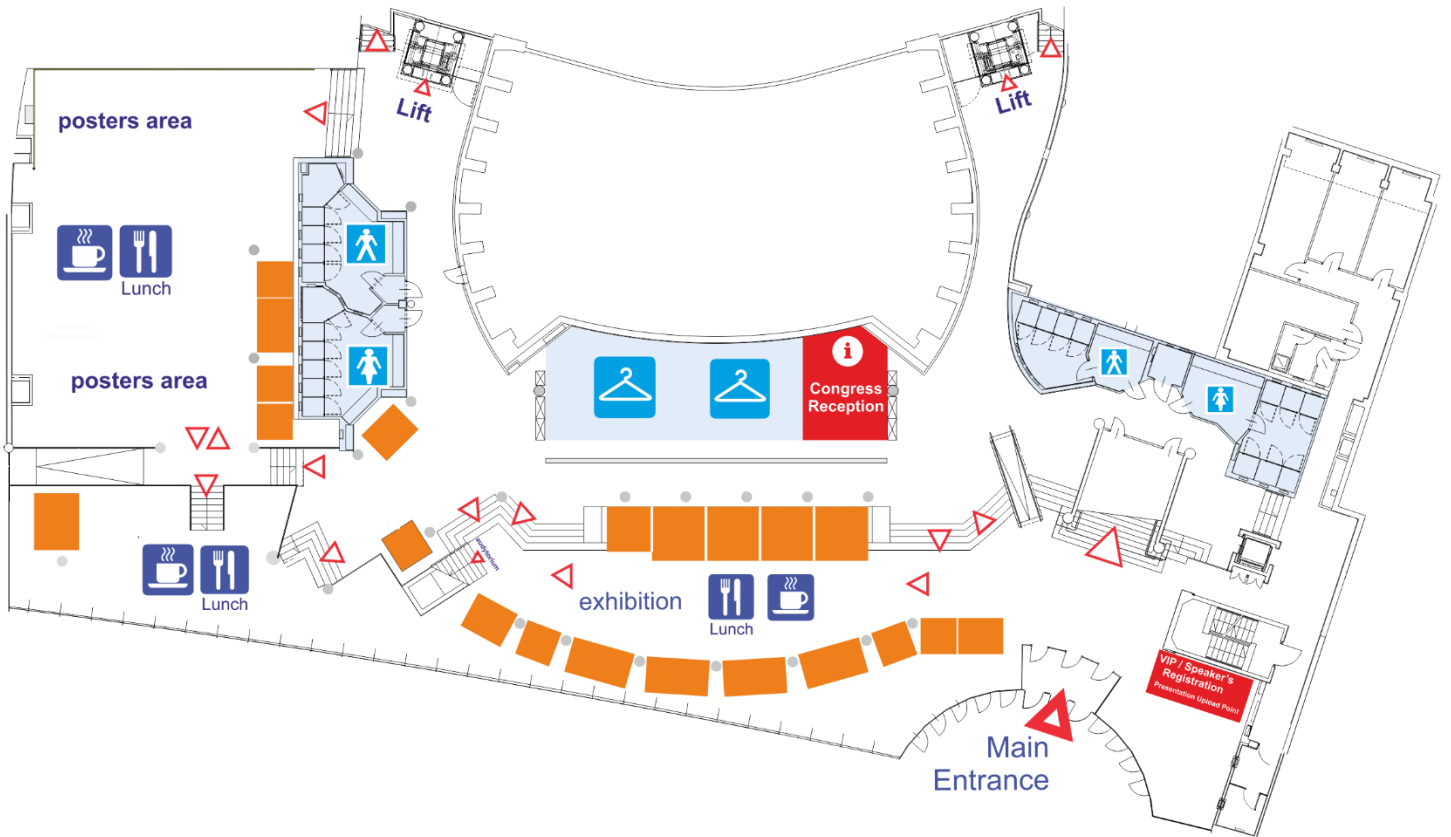 Lift
Lift
posters area
Lunch
posters area
i
Congress
Reception
audytorium
Lunch
exhibition
Lunch
VIP / Speaker's
Registration
Presentation Upload Point
Main
Entrance